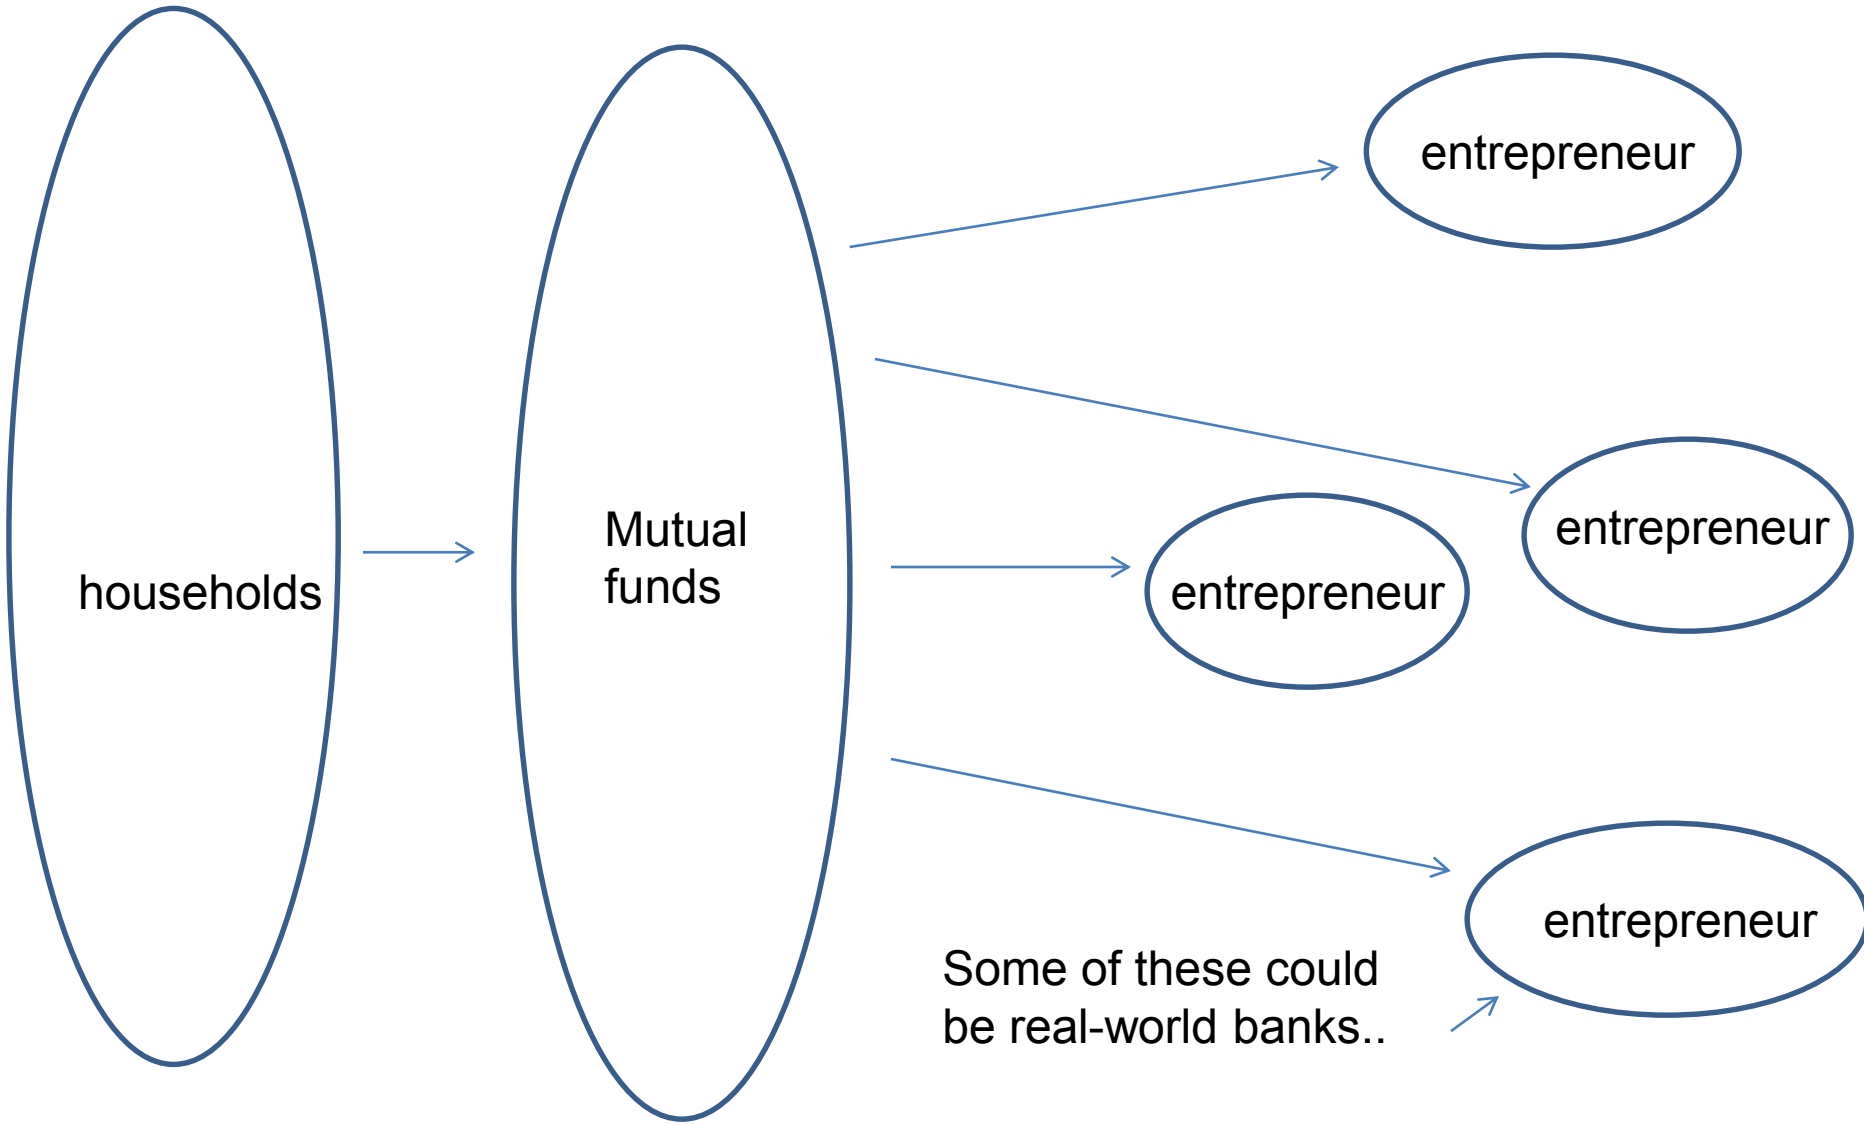 households
Mutual
funds
entrepreneur
entrepreneur
entrepreneur
entrepreneur
Some of these could
be real-world banks..